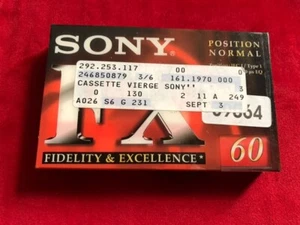 SONY
POSITION
NORMAL
292.253.117 00 0
246850879 3/6 161.1970 000
CASSETTE VIERGE SONY'' 3
0 130 2 11 A 249
A026 S6 G 231 SEPT 3
FX
FIDELITY & EXCELLENCE*
60